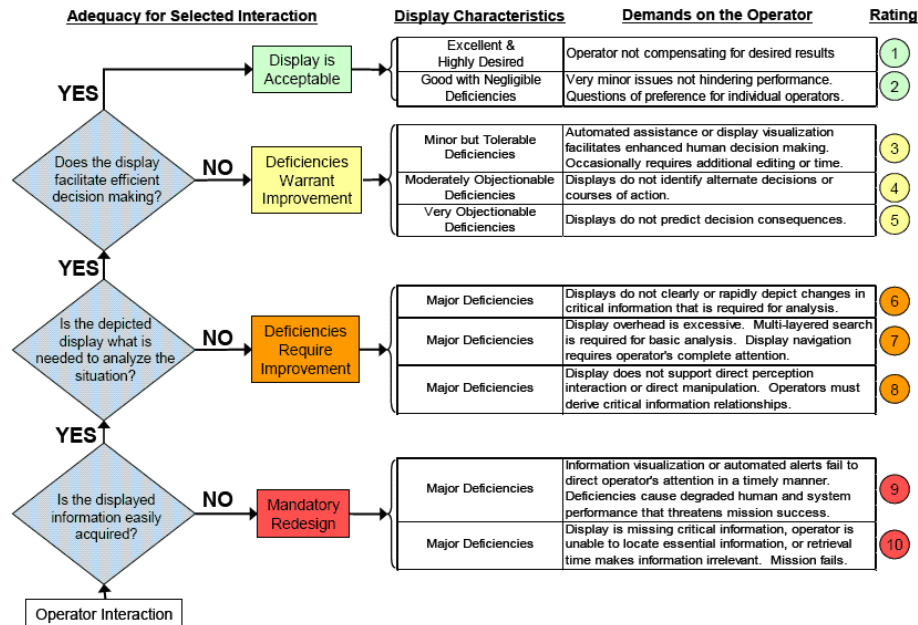 Adequacy for Selected Interaction
Display Characteristics
Demands on the Operator
Rating
Display is
Acceptable
Excellent &
Highly Desired
Operator not compensating for desired results
1
Good with Negligible
Deficiencies
Very minor issues not hindering performance.
Questions of preference for individual operators.
2
YES
Does the display
facilitate efficient
decision making?
NO
Deficiencies
Warrant
Improvement
Minor but Tolerable
Deficiencies
Automated assistance or display visualization
facilitates enhanced human decision making.
Occasionally requires additional editing or time.
3
Moderately Objectionable
Deficiencies
Displays do not identify alternate decisions or
courses of action.
4
Very Objectionable
Deficiencies
Displays do not predict decision consequences.
5
YES
Is the depicted
display what is
needed to analyze the
situation?
NO
Deficiencies
Require
Improvement
Major Deficiencies
Displays do not clearly or rapidly depict changes in
critical information that is required for analysis.
6
Major Deficiencies
Display overhead is excessive.  Multi-layered search
is required for basic analysis.  Display navigation
requires operator's complete attention.
7
Major Deficiencies
Display does not support direct perception
interaction or direct manipulation.  Operators must
derive critical information relationships.
8
YES
Is the displayed
information easily
acquired?
NO
Mandatory
Redesign
Major Deficiencies
Information visualization or automated alerts fail to
direct operator's attention in a timely manner.
Deficiencies cause degraded human and system
performance that threatens mission success.
9
Major Deficiencies
Display is missing critical information, operator is
unable to locate essential information, or retrieval
time makes information irrelevant.  Mission fails.
10
Operator Interaction